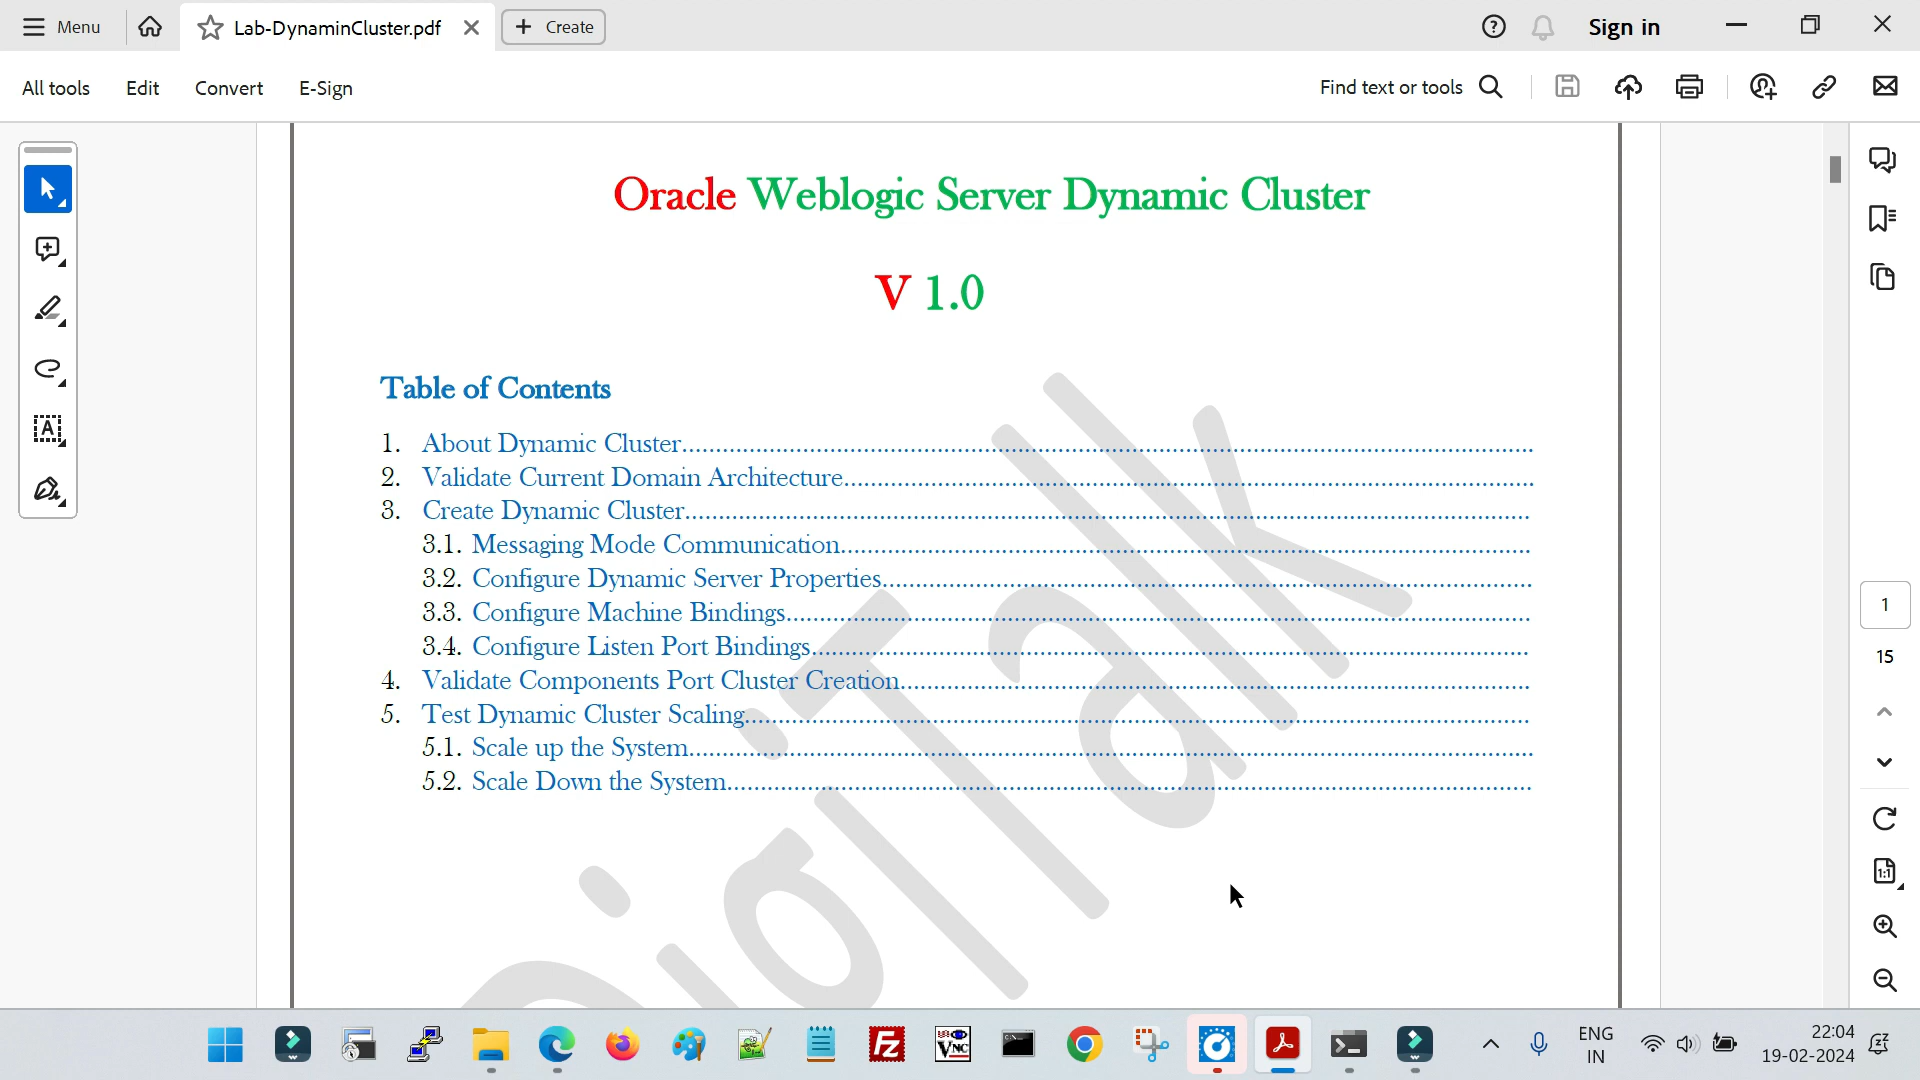 Menu
Lab-DynaminCluster.pdf
Create
Sign in
All tools
Edit
Convert
E-Sign
Find text or tools
Oracle Weblogic Server Dynamic Cluster
V 1.0
Table of Contents
1. About Dynamic Cluster
2. Validate Current Domain Architecture
3. Create Dynamic Cluster
3.1. Messaging Mode Communication
3.2. Configure Dynamic Server Properties
3.3. Configure Machine Bindings
3.4. Configure Listen Port Bindings
4. Validate Components Port Cluster Creation
5. Test Dynamic Cluster Scaling
5.1. Scale up the System
5.2. Scale Down the System
DigiTalk
1
15
1:1
VNC
ENG
IN
22:04
19-02-2024